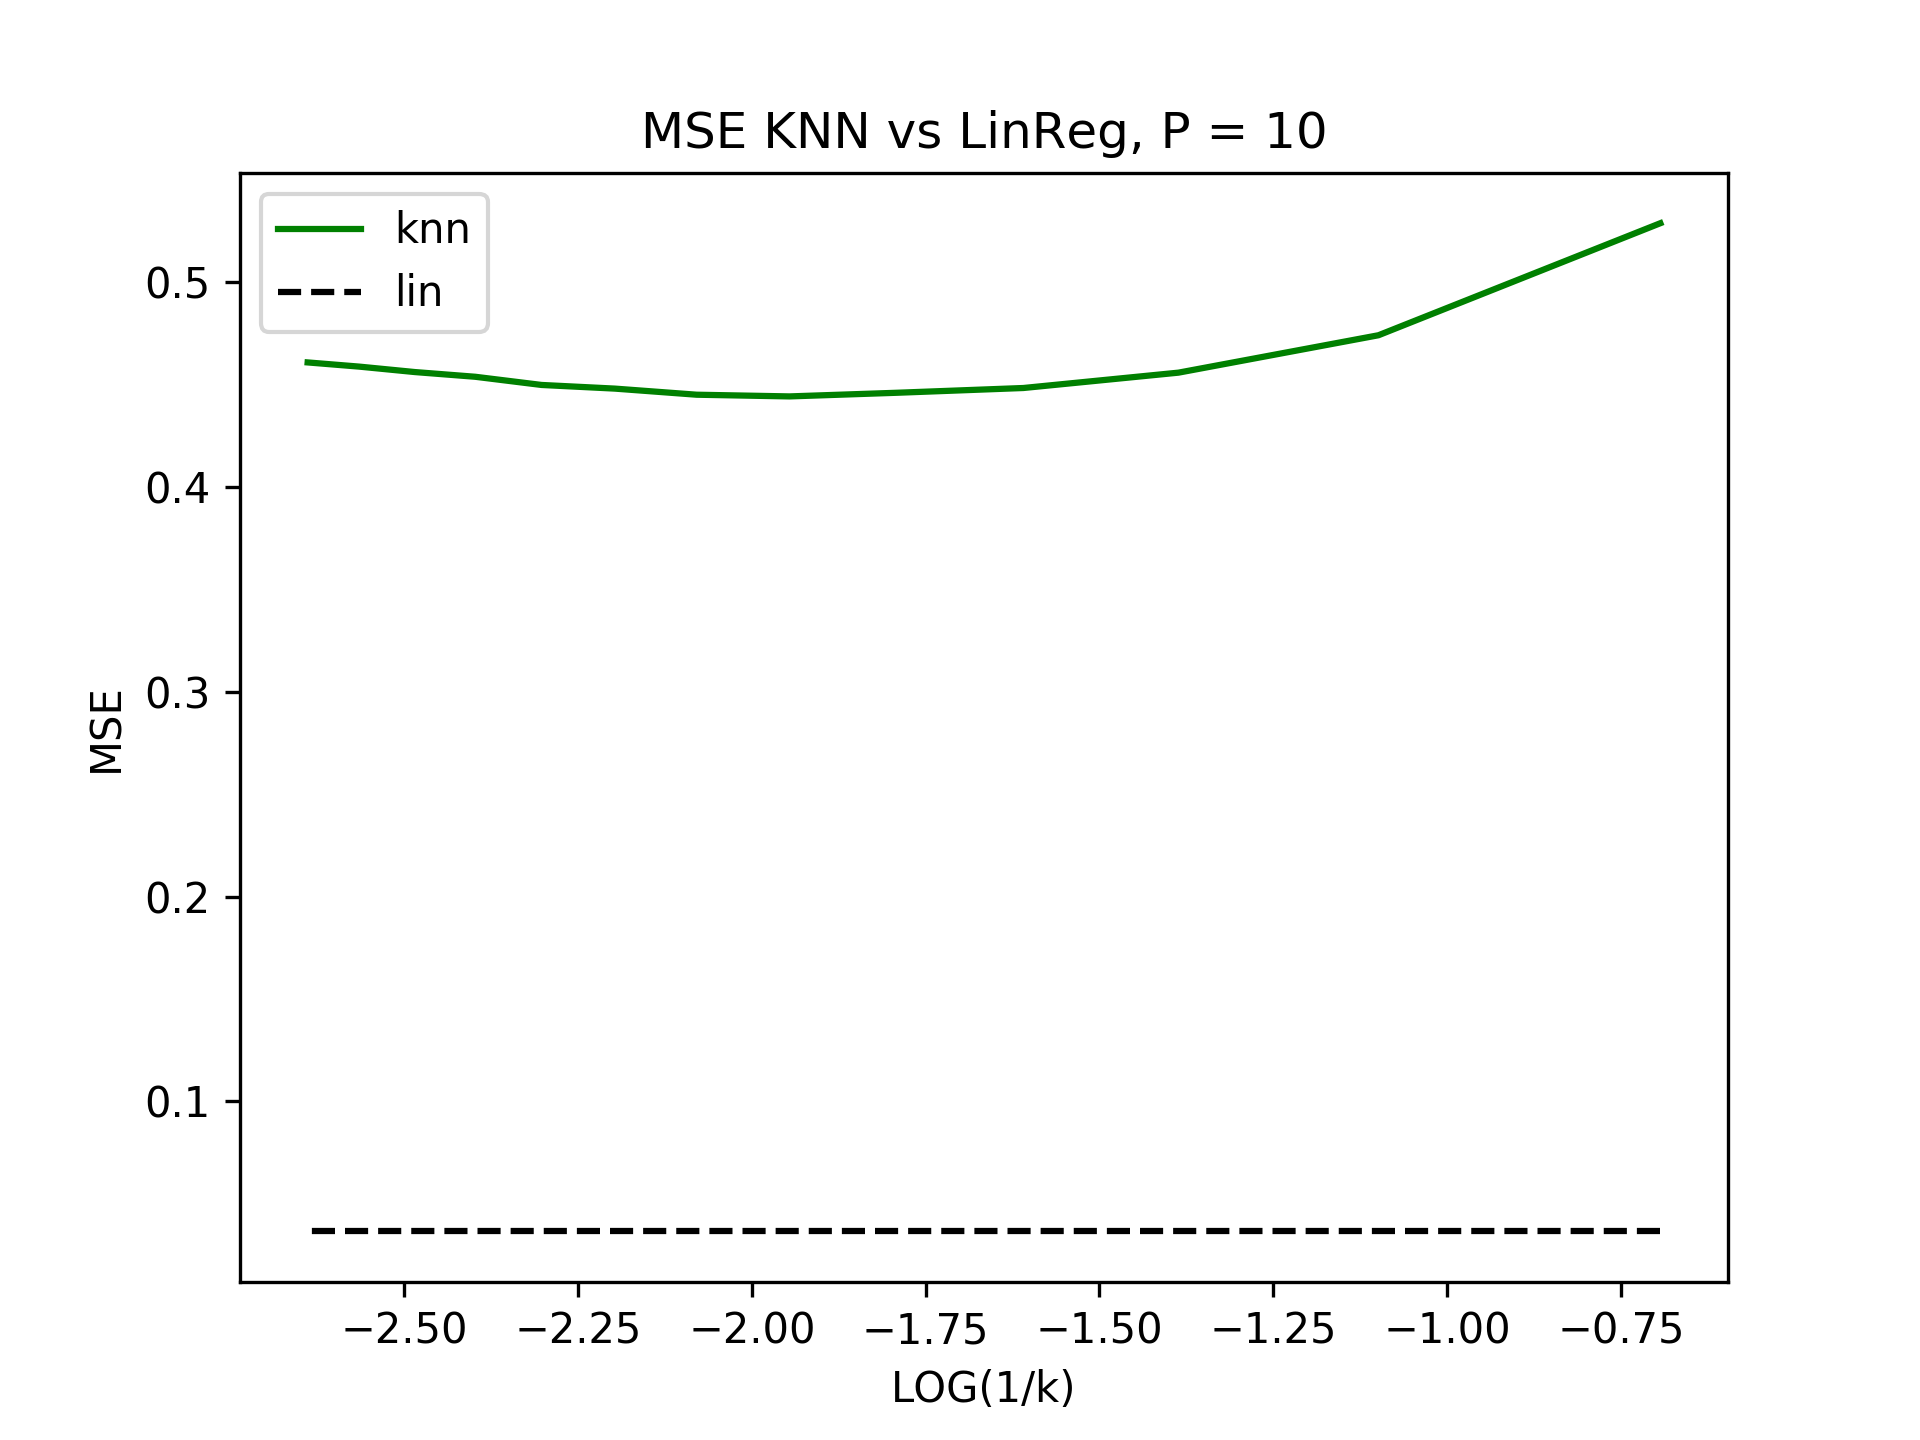 MSE KNN vs LinReg, P = 10
knn
lin
0.5
0.4
0.3
0.2
0.1
MSE
−2.50 −2.25 −2.00 −1.75 −1.50 −1.25 −1.00 −0.75
LOG(1/k)